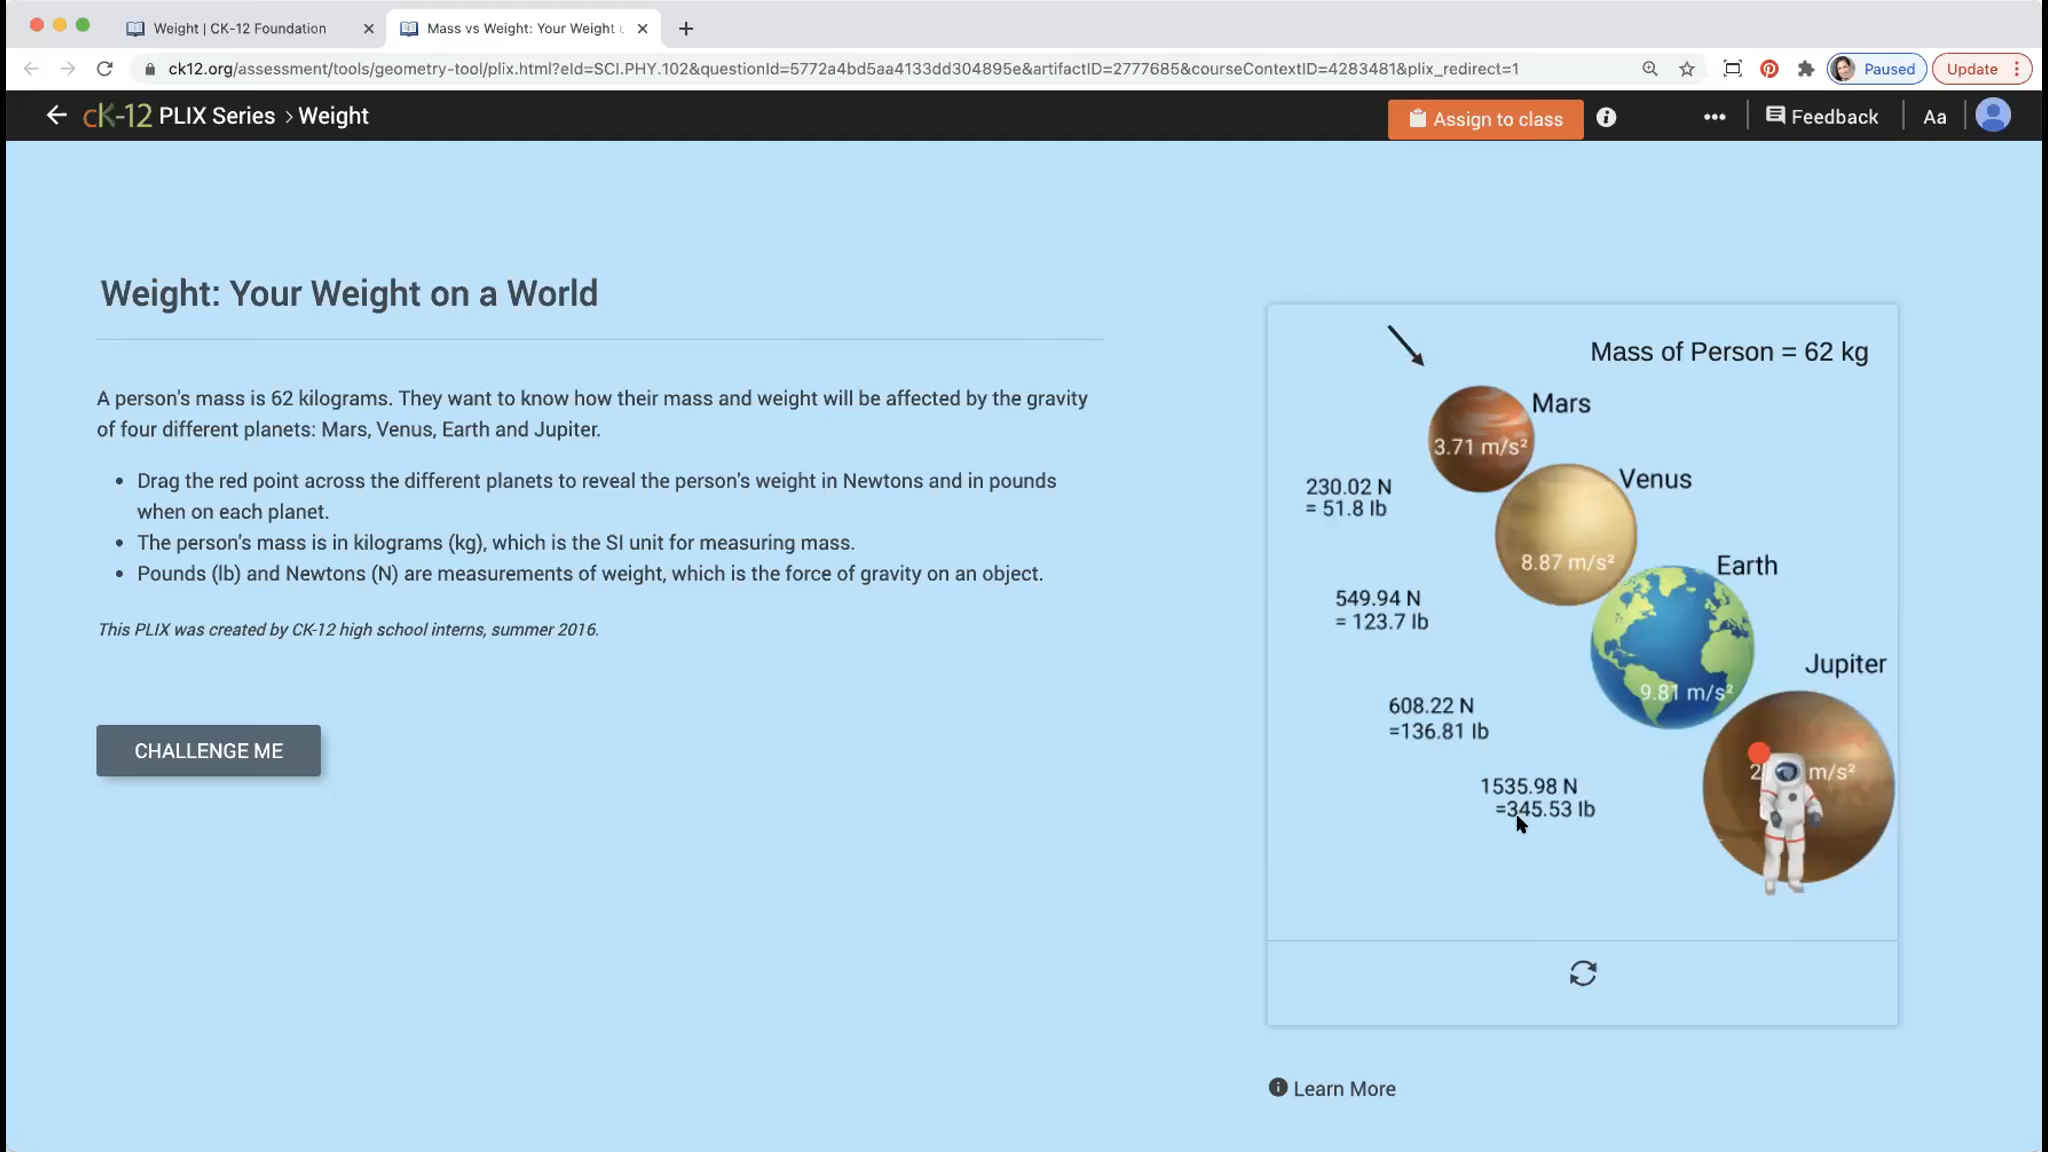 Weight | CK-12 Foundation
Mass vs Weight: Your Weight
ck12.org/assessment/tools/geometry-tool/plix.html?eId=SCI.PHY.102&questionId=5772a4bd5aa4133dd304895e&artifactID=2777685&courseContextID=4283481&plix_redirect=1
Paused
Update
cK-12 PLIX Series › Weight
Assign to class
Feedback
Aa
Weight: Your Weight on a World
A person's mass is 62 kilograms. They want to know how their mass and weight will be affected by the gravity
of four different planets: Mars, Venus, Earth and Jupiter.
• Drag the red point across the different planets to reveal the person's weight in Newtons and in pounds
when on each planet.
• The person's mass is in kilograms (kg), which is the SI unit for measuring mass.
• Pounds (lb) and Newtons (N) are measurements of weight, which is the force of gravity on an object.
This PLIX was created by CK-12 high school interns, summer 2016.
CHALLENGE ME
Mass of Person = 62 kg
Mars
3.71 m/s²
230.02 N
= 51.8 lb
Venus
8.87 m/s²
549.94 N
= 123.7 lb
Earth
9.81 m/s²
608.22 N
=136.81 lb
Jupiter
2 m/s²
1535.98 N
=345.53 lb
Learn More